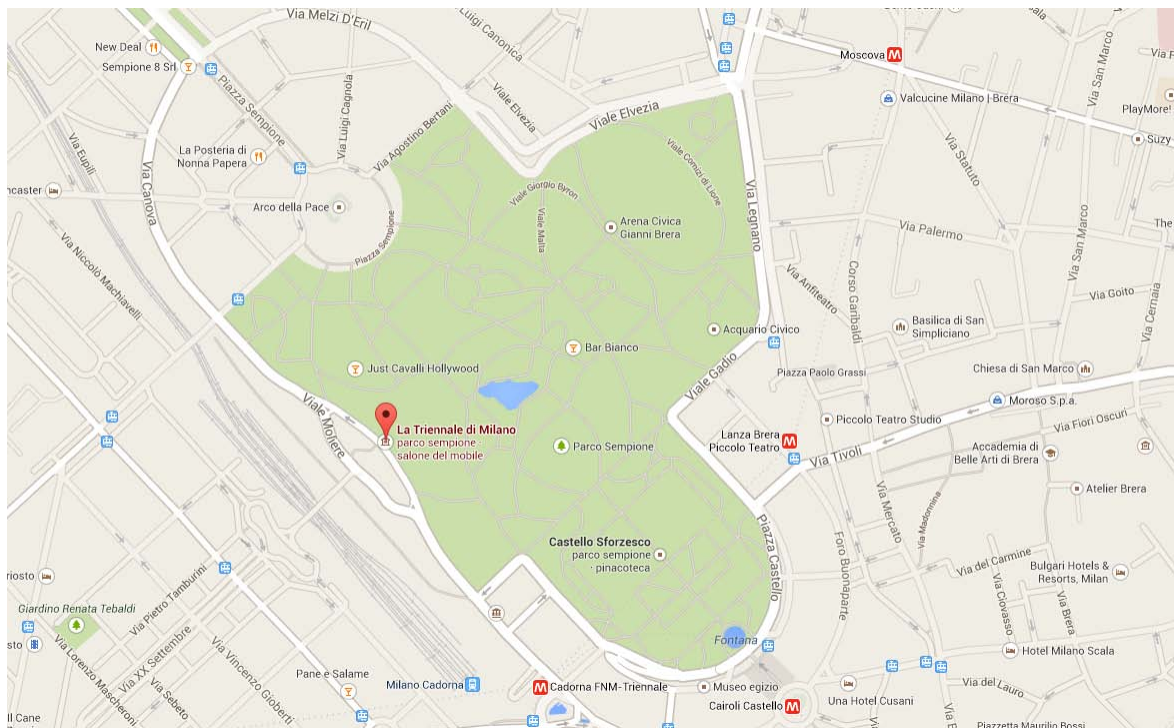 Via Melzi D'Eril
Via Luigi Canonica
New Deal
Sempione 8 Srl
Piazza Sempione
Via Luigi Cagnola
Viale Elvezia
Viale Elvezia
Moscova
Valcucine Milano | Brera
Via San Marco
PlayMore!
Suzy
Via Eupili
La Posteria di
Nonna Papera
Via Agostino Bertani
Viale Comizi di Lione
Via Statuto
Via Canova
ncaster
Arco della Pace
Viale Giorgio Byron
Viale Malta
Arena Civica
Gianni Brera
Via Legnano
Via Palermo
Via San Marco
The
Piazza Sempione
Via Niccolò Machiavelli
Via Anfiteatro
Corso Garibaldi
Via Goito
Via Cernaia
Acquario Civico
Basilica di San
Simpliciano
Bar Bianco
Just Cavalli Hollywood
Viale Gadio
Piazza Paolo Grassi
Chiesa di San Marco
Viale Moliere
Moroso S.p.a.
La Triennale di Milano
parco sempione ·
salone del mobile
Parco Sempione
Piccolo Teatro Studio
Via Fiori Oscuri
Lanza Brera
Piccolo Teatro
Via Tivoli
Accademia di
Belle Arti di Brera
Atelier Brera
Via Mercato
Via Madonnina
Piazza Castello
Castello Sforzesco
parco sempione
· pinacoteca
Foro Buonaparte
Via del Carmine
Bulgari Hotels &
Resorts, Milan
riosto
Giardino Renata Tebaldi
Via Pietro Tamburini
Via Ciovasso
Via Brera
sto
Via XX Settembre
Via Lorenzo Mascheroni
Via Vincenzo Gioberti
Fontana
Hotel Milano Scala
Pane e Salame
Via Sebeto
Milano Cadorna
Cadorna FNM-Triennale
Museo egizio
Cairoli Castello
Una Hotel Cusani
Via del Lauro
Il Cane
Piazzetta Maurilio Bossi